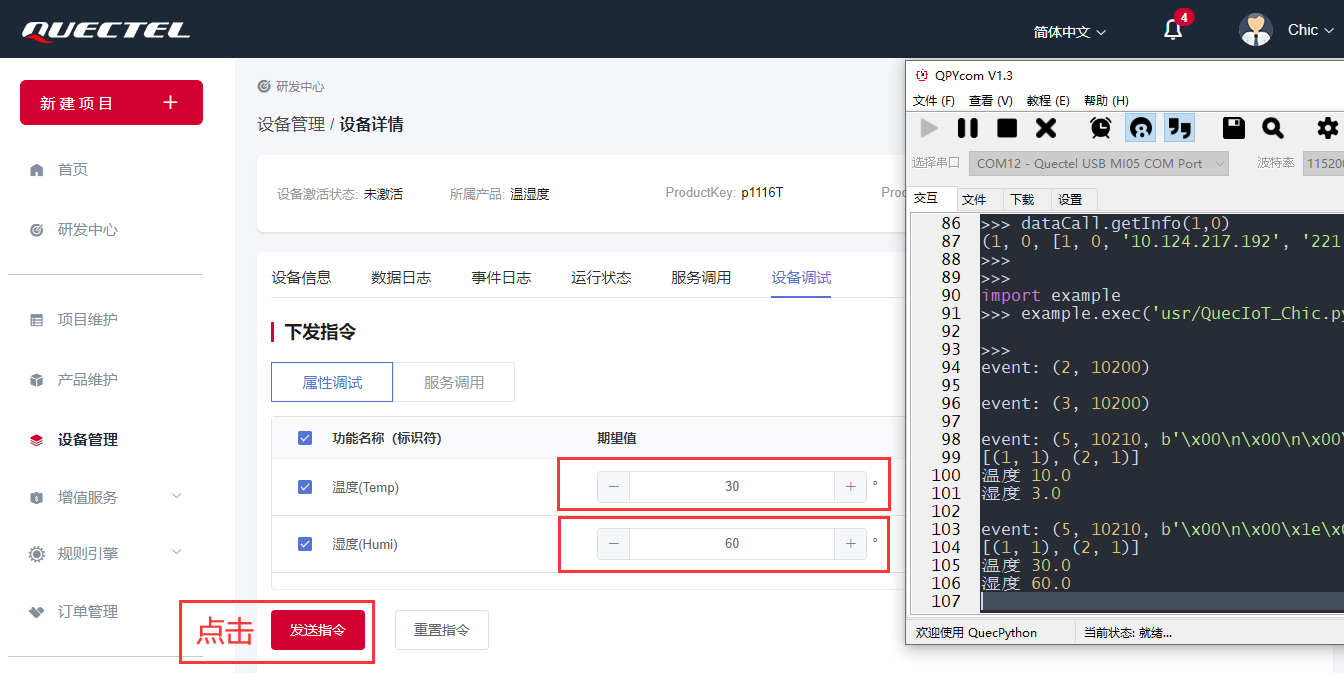 QUECTEL
简体中文
4
Chic
新建项目 +
首页
研发中心
项目维护
产品维护
设备管理
增值服务
规则引擎
订单管理
研发中心
设备管理 / 设备详情
设备激活状态: 未激活 所属产品: 温湿度 ProductKey: p1116T Proc
设备信息 数据日志 事件日志 运行状态 服务调用 设备调试
下发指令
属性调试 服务调用
功能名称（标识符） 期望值
温度(Temp) − 30 + °
湿度(Humi) − 60 + °
点击 发送指令 重置指令
QPYcom V1.3
文件 (F) 查看 (V) 教程 (E) 帮助 (H)
选择串口 COM12 - Quectel USB MI05 COM Port 波特率 11520
交互 文件 下载 设置
86 >>> dataCall.getInfo(1,0)
87 (1, 0, [1, 0, '10.124.217.192', '221
88 >>>
89 >>>
90 import example
91 >>> example.exec('usr/QuecIoT_Chic.py
92
93 >>>
94 event: (2, 10200)
95
96 event: (3, 10200)
97
98 event: (5, 10210, b'\x00\n\x00\n\x00\
99 [(1, 1), (2, 1)]
100 温度 10.0
101 湿度 3.0
102
103 event: (5, 10210, b'\x00\n\x00\x1e\x0
104 [(1, 1), (2, 1)]
105 温度 30.0
106 湿度 60.0
107
欢迎使用 QuecPython 当前状态: 就绪...